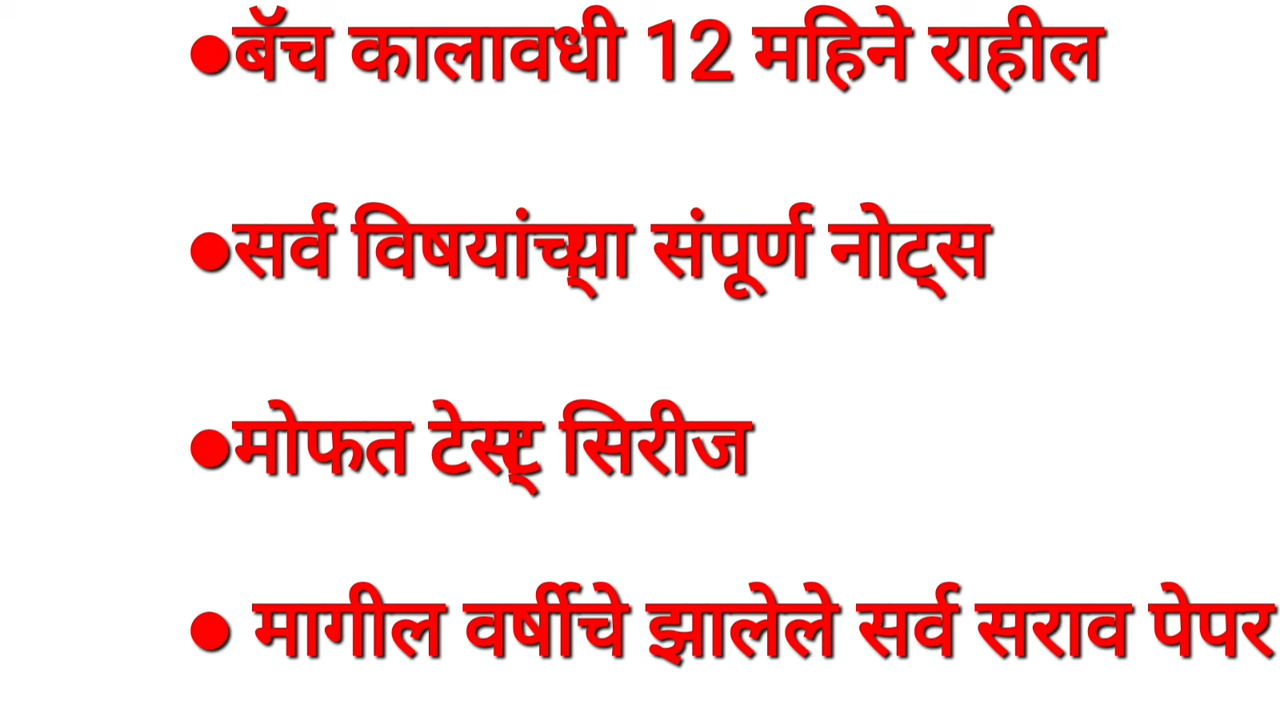 ●बॅच कालावधी 12 महिने राहील
●सर्व विषयांच्या संपूर्ण नोट्स
●मोफत टेस्ट सिरीज
● मागील वर्षीचे झालेले सर्व सराव पेपर